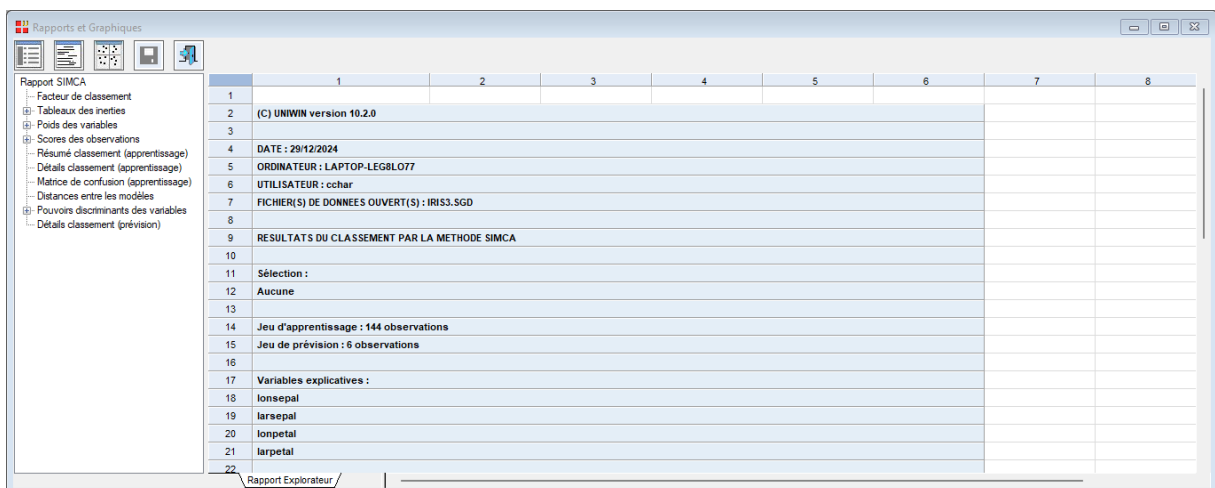 Rapports et Graphiques
Rapport SIMCA
Facteur de classement
Tableaux des inerties
Poids des variables
Scores des observations
Résumé classement (apprentissage)
Détails classement (apprentissage)
Matrice de confusion (apprentissage)
Distances entre les modèles
Pouvoirs discriminants des variables
Détails classement (prévision)
1 2 3 4 5 6 7 8
1
2 (C) UNIWIN version 10.2.0
3
4 DATE : 29/12/2024
5 ORDINATEUR : LAPTOP-LEG8LO77
6 UTILISATEUR : cchar
7 FICHIER(S) DE DONNEES OUVERT(S) : IRIS3.SGD
8
9 RESULTATS DU CLASSEMENT PAR LA METHODE SIMCA
10
11 Sélection :
12 Aucune
13
14 Jeu d'apprentissage : 144 observations
15 Jeu de prévision : 6 observations
16
17 Variables explicatives :
18 lonsepal
19 larsepal
20 lonpetal
21 larpetal
22
Rapport Explorateur